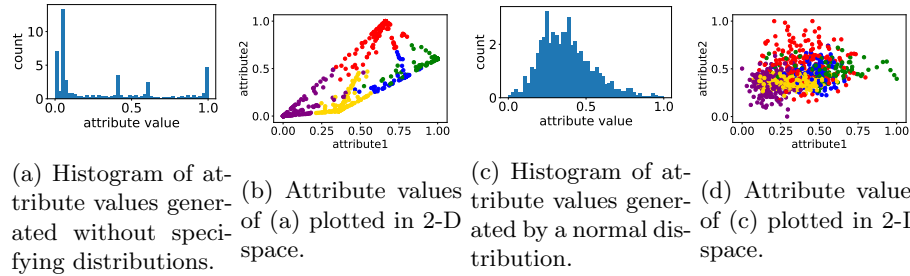 10
5
0
count
0.0
0.5
1.0
attribute value
1.0
0.5
0.0
attribute2
0.00
0.25
0.50
0.75
1.00
attribute1
2
0
count
0.0
0.5
1.0
attribute value
1.0
0.5
0.0
attribute2
0.00
0.25
0.50
0.75
1.00
attribute1
(a) Histogram of at-
tribute values gener-
ated without speci-
fying distributions.
(b) Attribute values
of (a) plotted in 2-D
space.
(c) Histogram of at-
tribute values gener-
ated by a normal dis-
tribution.
(d) Attribute value
of (c) plotted in 2-
space.